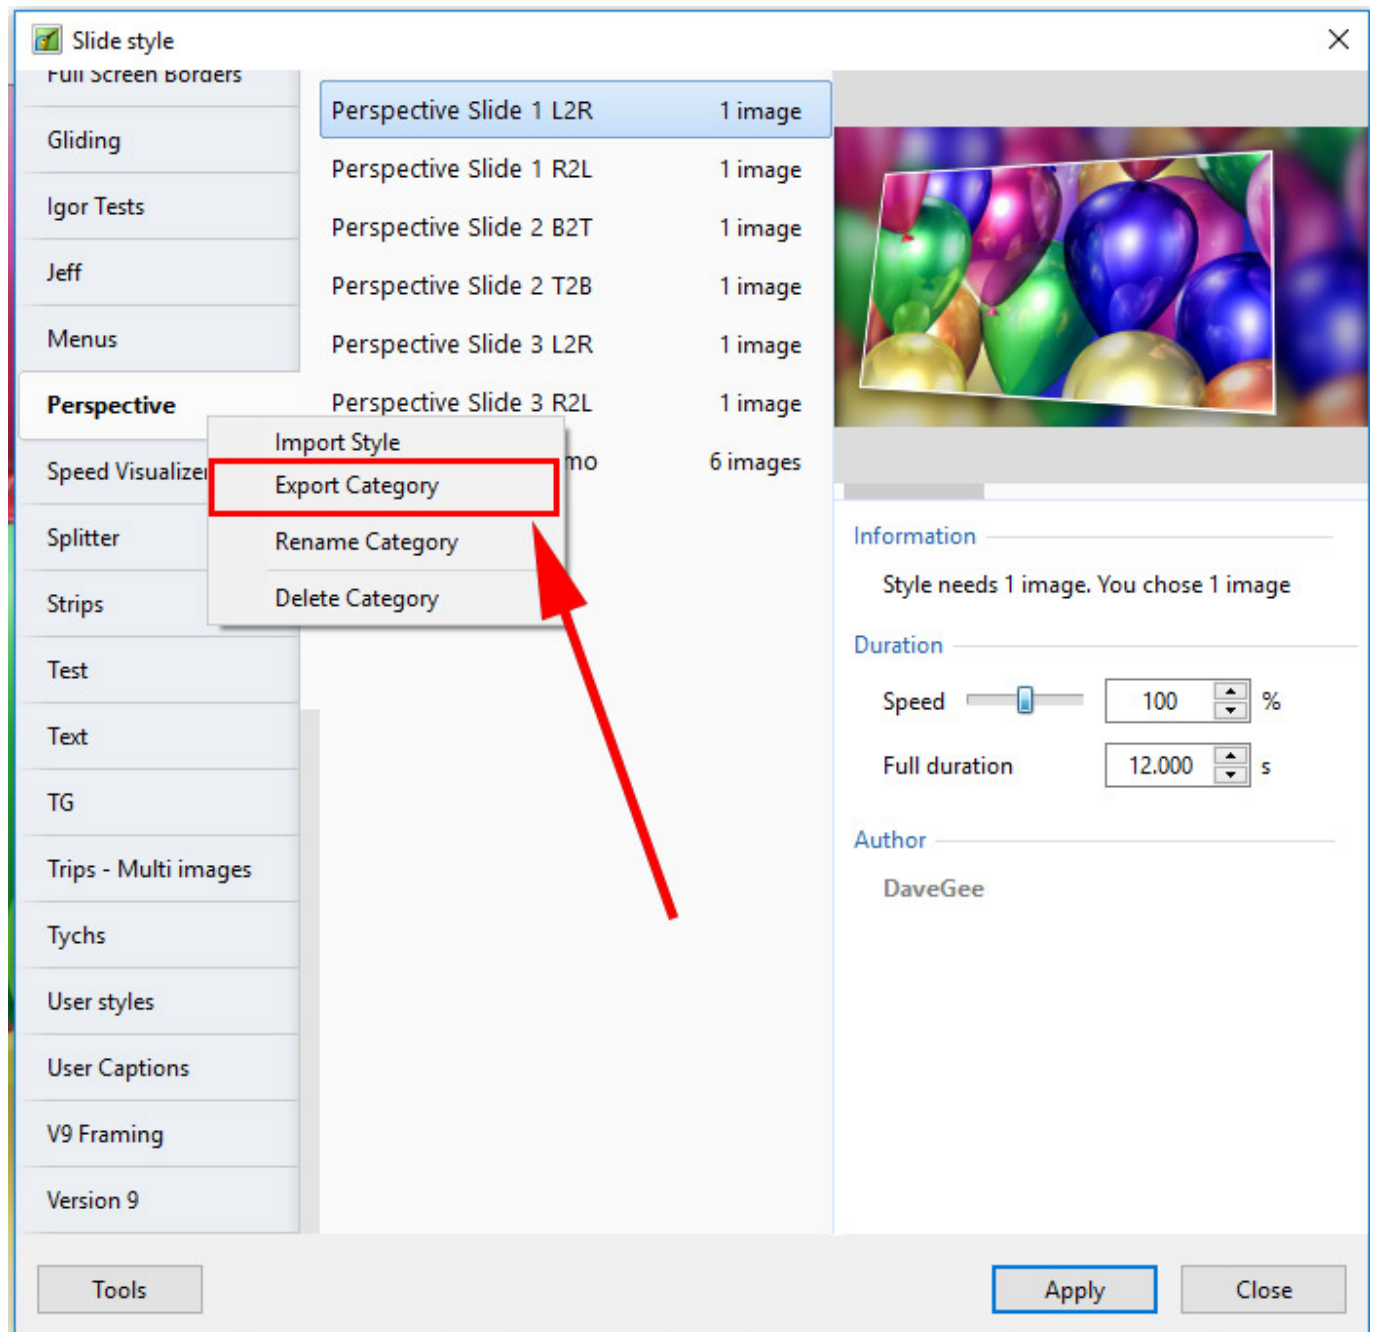 Slide style
Full Screen Borders
Gliding
Igor Tests
Jeff
Menus
Perspective
Speed Visualizer
Splitter
Strips
Test
Text
TG
Trips - Multi images
Tychs
User styles
User Captions
V9 Framing
Version 9
Perspective Slide 1 L2R 1 image
Perspective Slide 1 R2L 1 image
Perspective Slide 2 B2T 1 image
Perspective Slide 2 T2B 1 image
Perspective Slide 3 L2R 1 image
Perspective Slide 3 R2L 1 image
mo 6 images
Import Style
Export Category
Rename Category
Delete Category
Information
Style needs 1 image. You chose 1 image
Duration
Speed 100 %
Full duration 12.000 s
Author
DaveGee
Tools
Apply
Close